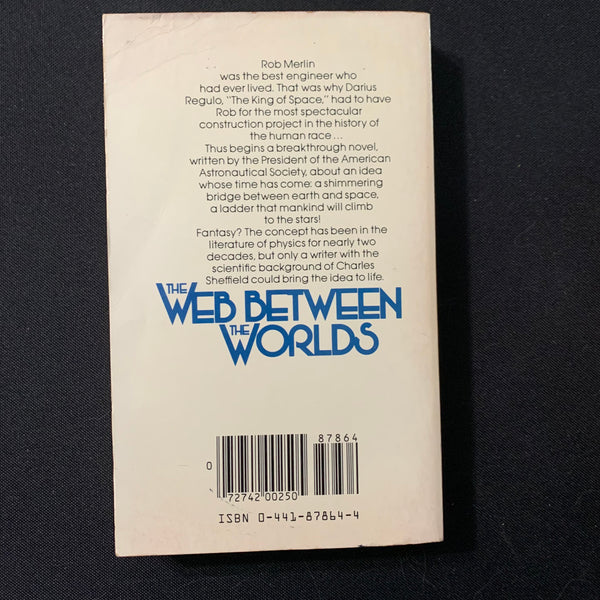 Rob Merlin
was the best engineer who
had ever lived. That was why Darius
Regulo, "The King of Space," had to have
Rob for the most spectacular
construction project in the history of
the human race ...
Thus begins a breakthrough novel,
written by the President of the American
Astronautical Society, about an idea
whose time has come: a shimmering
bridge between earth and space,
a ladder that mankind will climb
to the stars!
Fantasy? The concept has been in the
literature of physics for nearly two
decades, but only a writer with the
scientific background of Charles
Sheffield could bring the idea to life.
THE
WEB BETWEEN
THE
WORLDS
87864
0
72742 00250
ISBN 0-441-87864-4